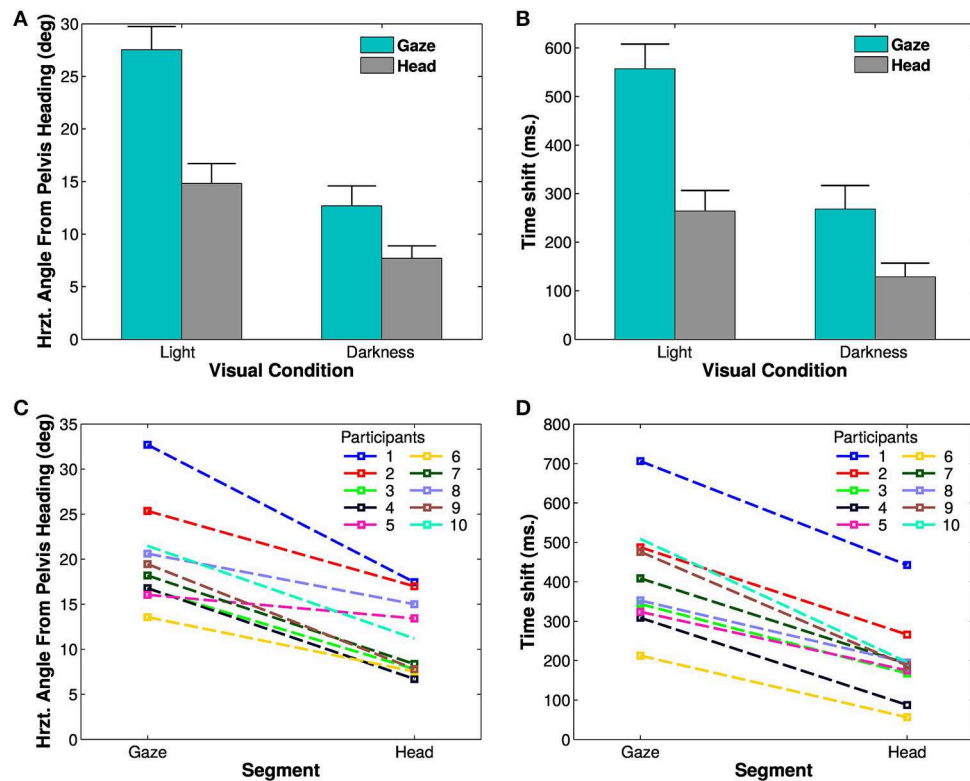 A
Hrzt. Angle From Pelvis Heading (deg)
30
25
20
15
10
5
0
Gaze
Head
Light
Darkness
Visual Condition
B
Time shift (ms.)
600
500
400
300
200
100
0
Gaze
Head
Light
Darkness
Visual Condition
C
Hrzt. Angle From Pelvis Heading (deg)
35
30
25
20
15
10
5
0
Participants
1 6
2 7
3 8
4 9
5 10
Gaze
Head
Segment
D
Time shift (ms.)
800
700
600
500
400
300
200
100
0
Participants
1 6
2 7
3 8
4 9
5 10
Gaze
Head
Segment